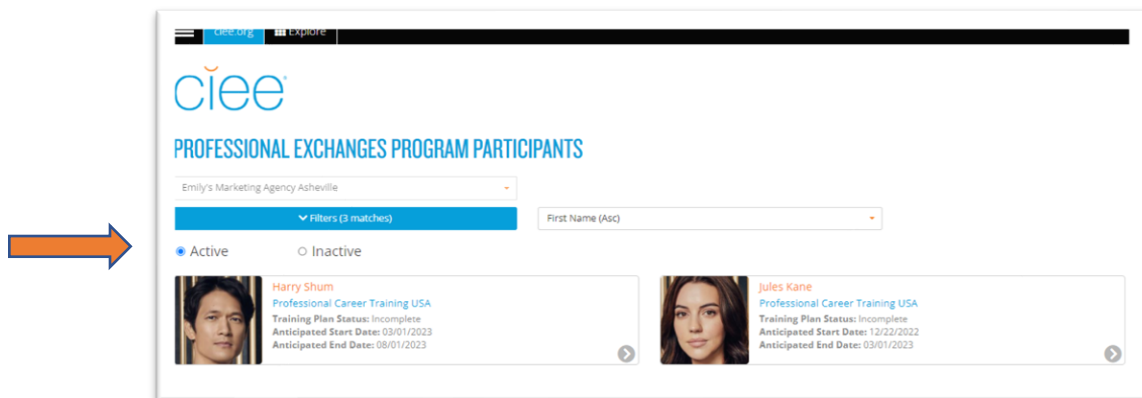 ciee.org Explore
ciee
PROFESSIONAL EXCHANGES PROGRAM PARTICIPANTS
Emily's Marketing Agency Asheville
Filters (3 matches) First Name (Asc)
Active Inactive
Harry Shum
Professional Career Training USA
Training Plan Status: Incomplete
Anticipated Start Date: 03/01/2023
Anticipated End Date: 08/01/2023
Jules Kane
Professional Career Training USA
Training Plan Status: Incomplete
Anticipated Start Date: 12/22/2022
Anticipated End Date: 03/01/2023